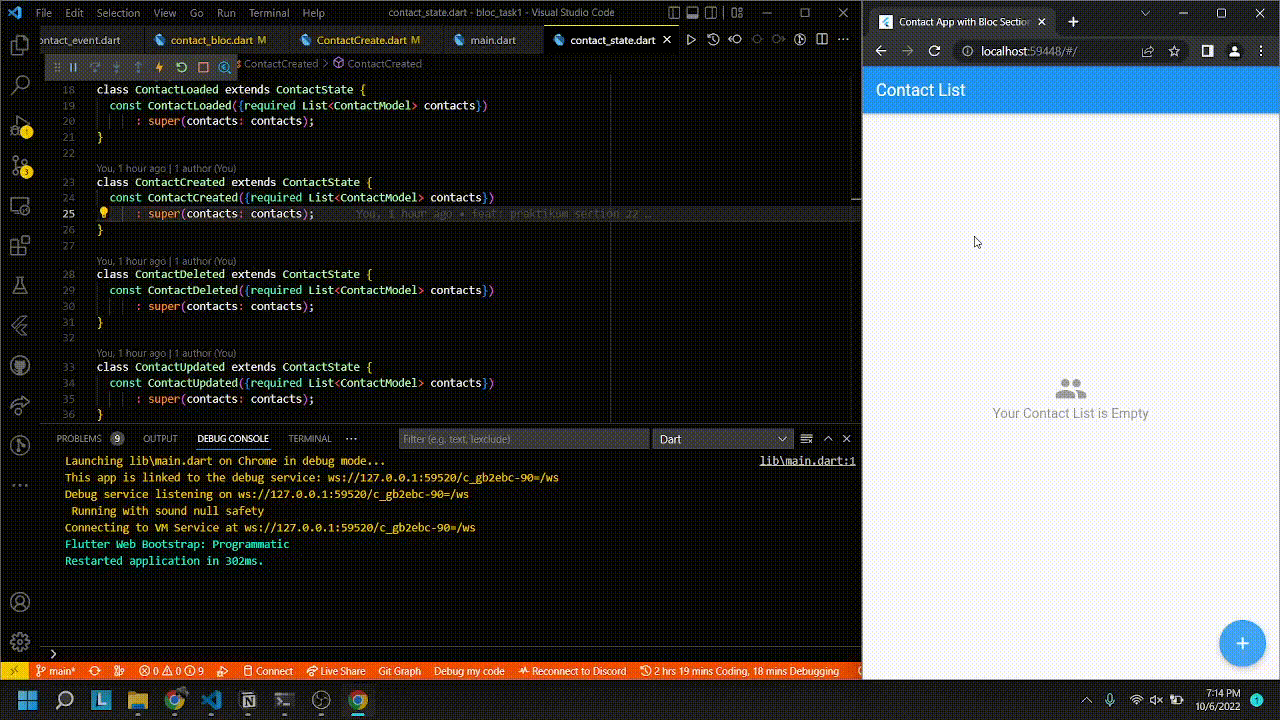 File Edit Selection View Go Run Terminal Help contact_state.dart - bloc_task1 - Visual Studio Code
ontact_event.dart contact_bloc.dart M ContactCreate.dart M main.dart contact_state.dart
ContactCreated > ContactCreated
18 class ContactLoaded extends ContactState {
19 const ContactLoaded({required List<ContactModel> contacts})
20 : super(contacts: contacts);
21 }
22
You, 1 hour ago | 1 author (You)
23 class ContactCreated extends ContactState {
24 const ContactCreated({required List<ContactModel> contacts})
25 : super(contacts: contacts); You, 1 hour ago • feat: praktikum section 22 …
26 }
27
You, 1 hour ago | 1 author (You)
28 class ContactDeleted extends ContactState {
29 const ContactDeleted({required List<ContactModel> contacts})
30 : super(contacts: contacts);
31 }
32
You, 1 hour ago | 1 author (You)
33 class ContactUpdated extends ContactState {
34 const ContactUpdated({required List<ContactModel> contacts})
35 : super(contacts: contacts);
36 }
PROBLEMS 9 OUTPUT DEBUG CONSOLE TERMINAL ··· Filter (e.g. text, !exclude) Dart
Launching lib\main.dart on Chrome in debug mode... lib\main.dart:1
This app is linked to the debug service: ws://127.0.0.1:59520/c_gb2ebc-90=/ws
Debug service listening on ws://127.0.0.1:59520/c_gb2ebc-90=/ws
Running with sound null safety
Connecting to VM Service at ws://127.0.0.1:59520/c_gb2ebc-90=/ws
Flutter Web Bootstrap: Programmatic
Restarted application in 302ms.
main* 0 0 9 Connect Live Share Git Graph Debug my code Reconnect to Discord 2 hrs 19 mins Coding, 18 mins Debugging
Contact App with Bloc Section
localhost:59448/#/
Contact List
Your Contact List is Empty
+
1
3
7:14 PM
10/6/2022
1